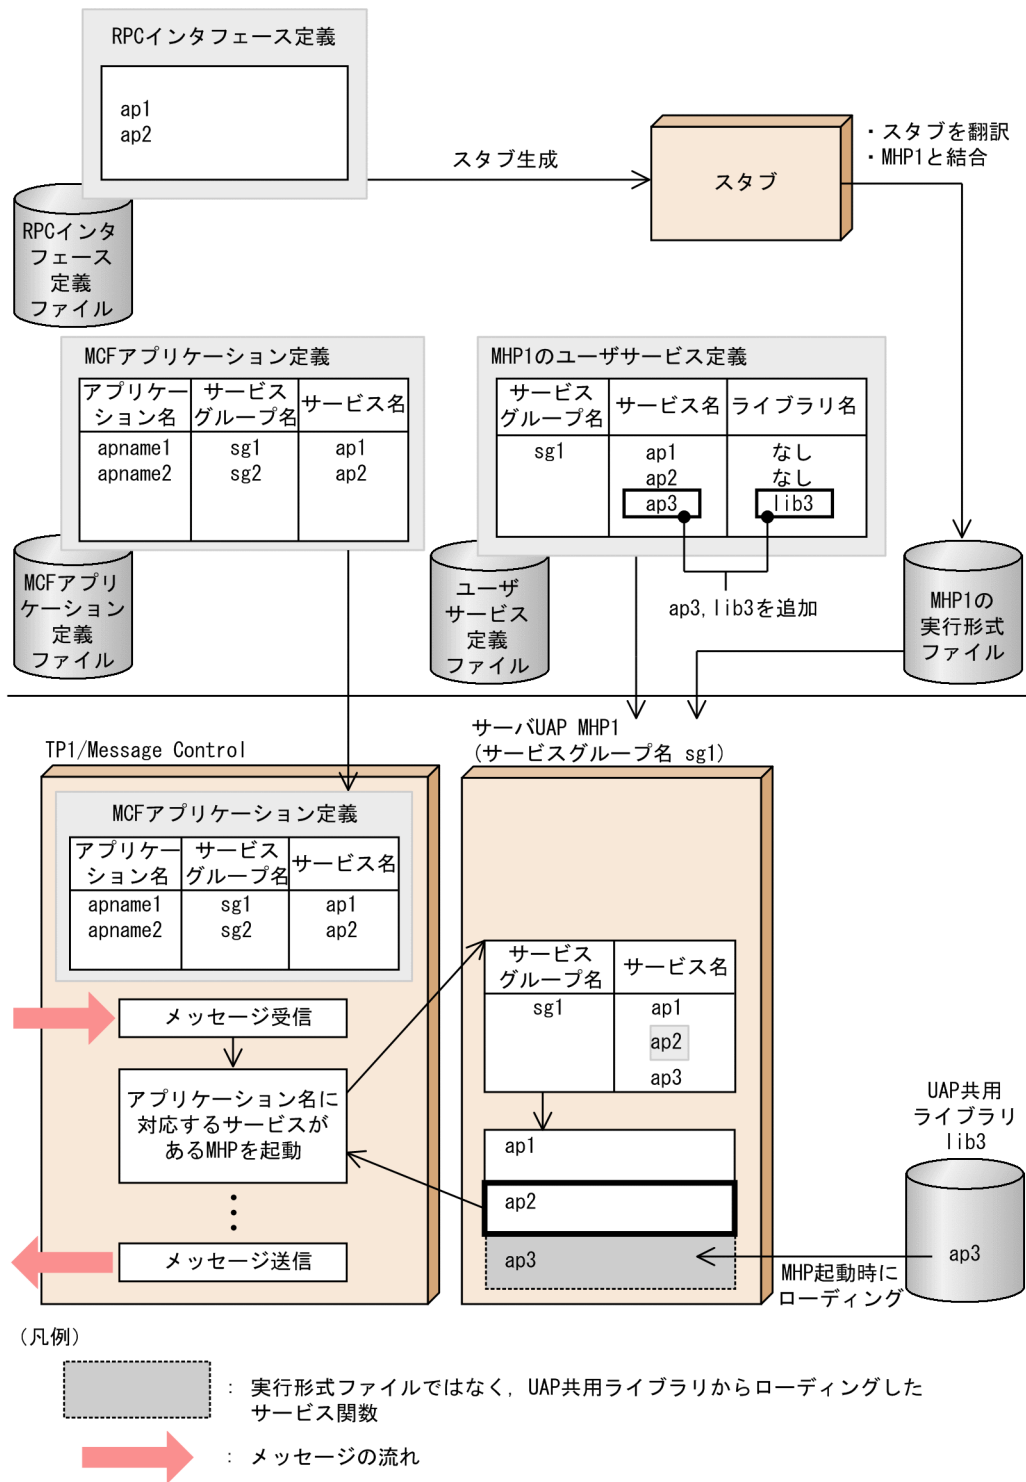 RPCインタフェース定義
ap1
ap2
スタブ生成
スタブ
・スタブを翻訳
・MHP1と結合
RPCインタ
フェース
定義
ファイル
MCFアプリケーション定義
アプリケー
ション名
サービス
グループ名
サービス名
apname1 sg1 ap1
apname2 sg2 ap2
MCFアプリ
ケーション
定義
ファイル
MHP1のユーザサービス定義
サービス
グループ名
サービス名
ライブラリ名
sg1 ap1 なし
ap2 なし
ap3 lib3
ap3,lib3を追加
ユーザ
サービス
定義
ファイル
MHP1の
実行形式
ファイル
TP1/Message Control
MCFアプリケーション定義
アプリケー
ション名
サービス
グループ名
サービス名
apname1 sg1 ap1
apname2 sg2 ap2
メッセージ受信
アプリケーション名に
対応するサービスが
あるMHPを起動
メッセージ送信
サーバUAP MHP1
(サービスグループ名 sg1)
サービス
グループ名
サービス名
sg1 ap1
ap2
ap3
ap1
ap2
ap3
UAP共用
ライブラリ
lib3
ap3
MHP起動時に
ローディング
(凡例)
: 実行形式ファイルではなく,UAP共用ライブラリからローディングした
サービス関数
: メッセージの流れ